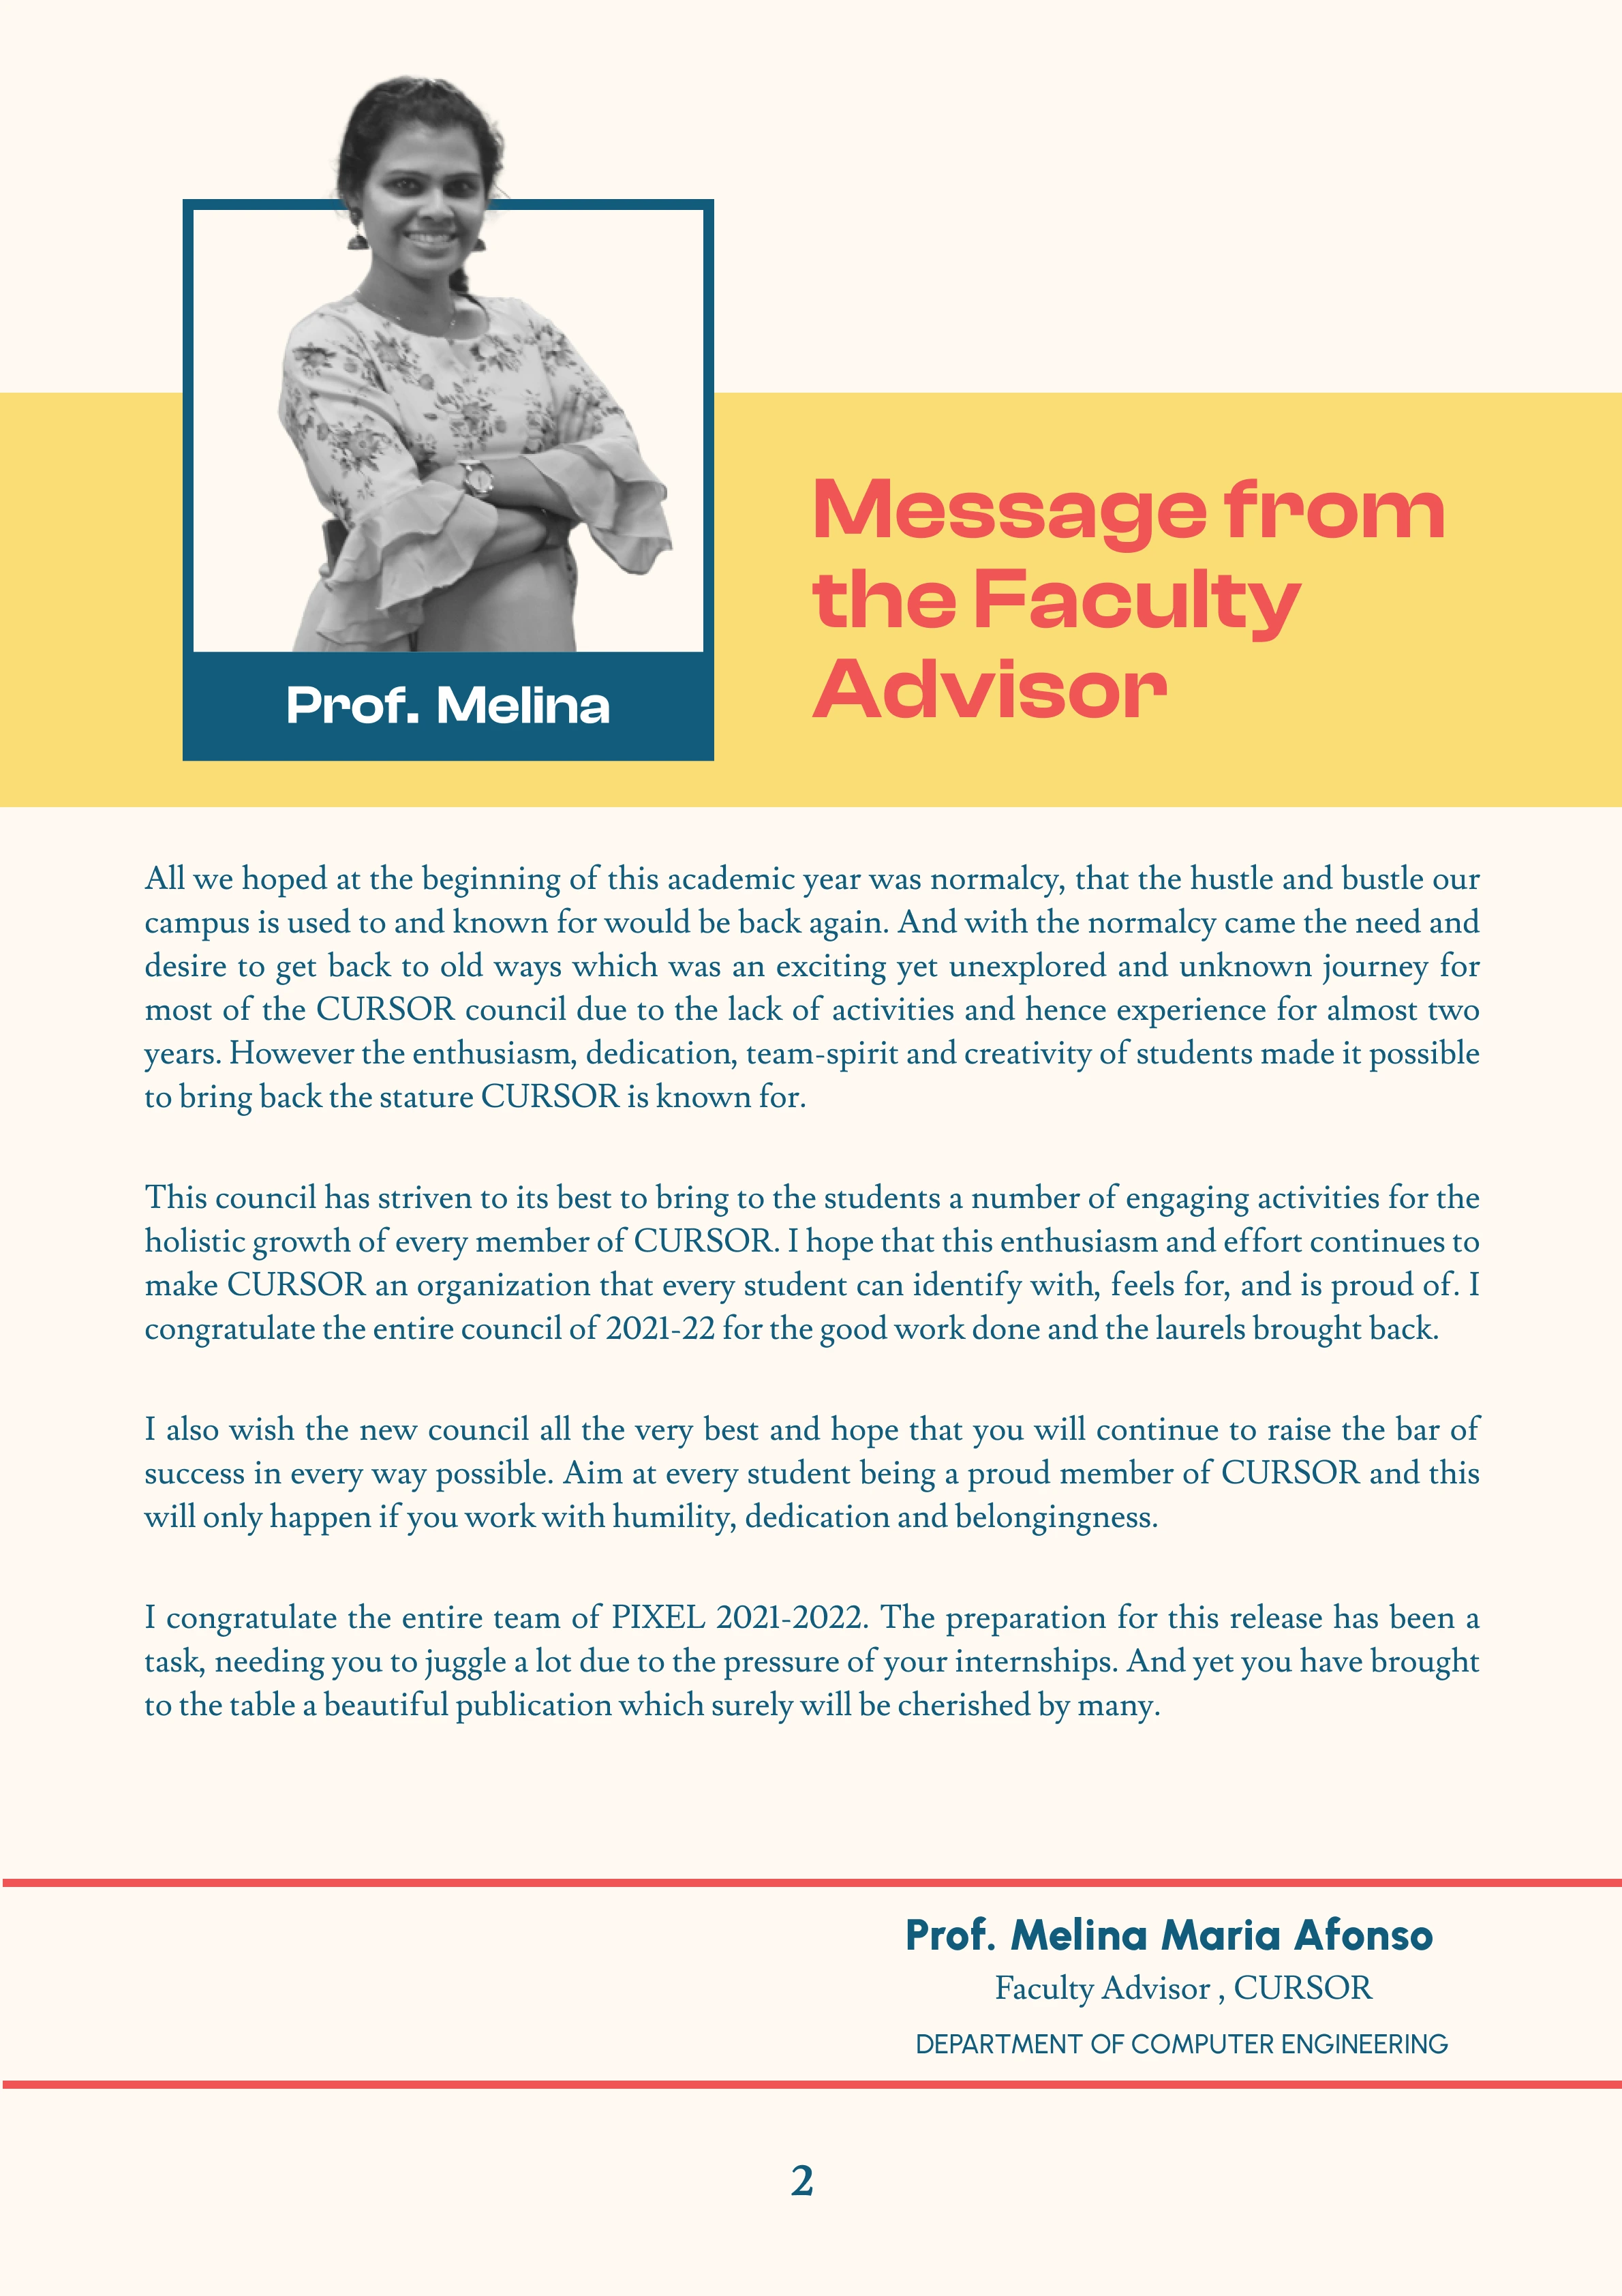 Prof. Melina
Message from
the Faculty
Advisor
All we hoped at the beginning of this academic year was normalcy, that the hustle and bustle our
campus is used to and known for would be back again. And with the normalcy came the need and
desire to get back to old ways which was an exciting yet unexplored and unknown journey for
most of the CURSOR council due to the lack of activities and hence experience for almost two
years. However the enthusiasm, dedication, team-spirit and creativity of students made it possible
to bring back the stature CURSOR is known for.
This council has striven to its best to bring to the students a number of engaging activities for the
holistic growth of every member of CURSOR. I hope that this enthusiasm and effort continues to
make CURSOR an organization that every student can identify with, feels for, and is proud of. I
congratulate the entire council of 2021-22 for the good work done and the laurels brought back.
I also wish the new council all the very best and hope that you will continue to raise the bar of
success in every way possible. Aim at every student being a proud member of CURSOR and this
will only happen if you work with humility, dedication and belongingness.
I congratulate the entire team of PIXEL 2021-2022. The preparation for this release has been a
task, needing you to juggle a lot due to the pressure of your internships. And yet you have brought
to the table a beautiful publication which surely will be cherished by many.
Prof. Melina Maria Afonso
Faculty Advisor , CURSOR
DEPARTMENT OF COMPUTER ENGINEERING
2